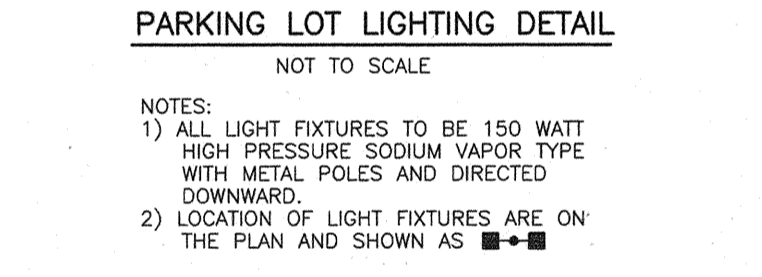 PARKING LOT LIGHTING DETAIL
NOT TO SCALE
NOTES:
1) ALL LIGHT FIXTURES TO BE 150 WATT
HIGH PRESSURE SODIUM VAPOR TYPE
WITH METAL POLES AND DIRECTED
DOWNWARD.
2) LOCATION OF LIGHT FIXTURES ARE ON
THE PLAN AND SHOWN AS